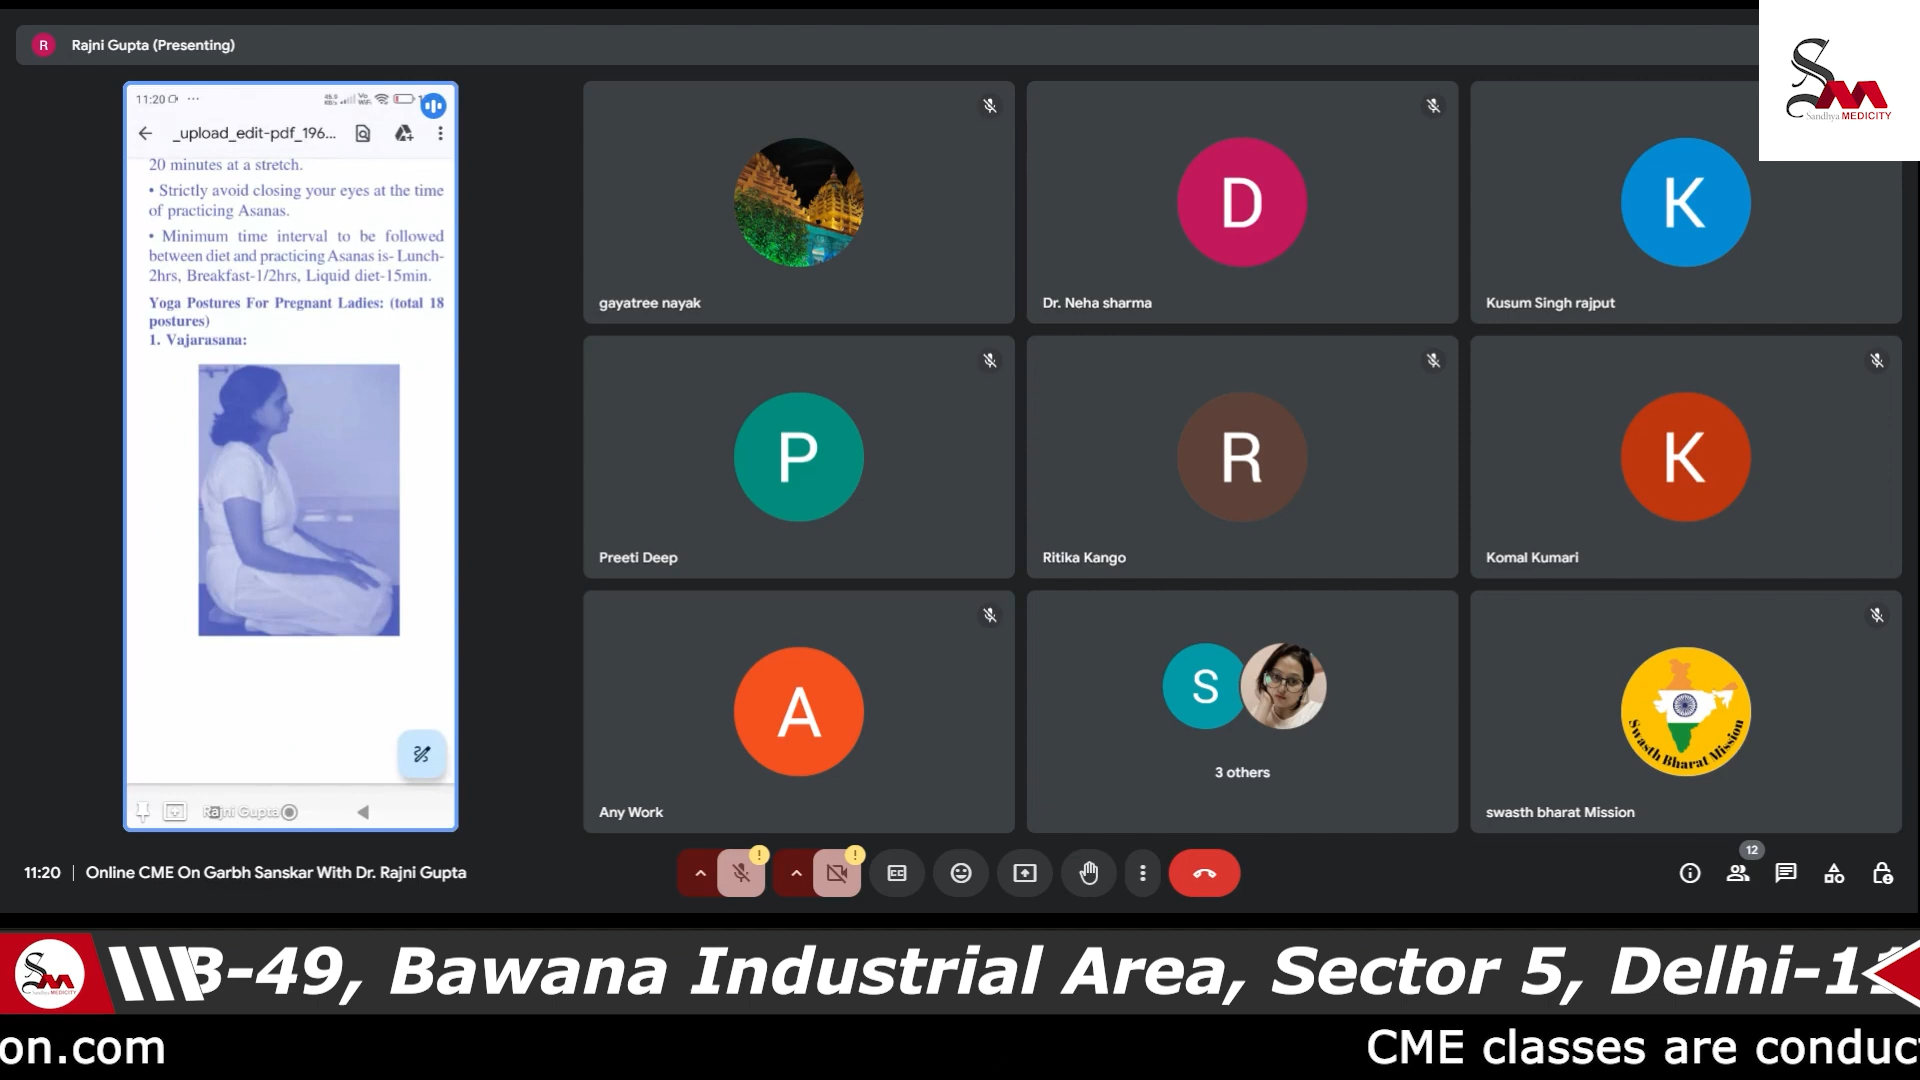 R Rajni Gupta (Presenting)
SM
Sandhya MEDICITY
11:20
_upload_edit-pdf_196...
20 minutes at a stretch.
• Strictly avoid closing your eyes at the time
of practicing Asanas.
• Minimum time interval to be followed
between diet and practicing Asanas is- Lunch-
2hrs, Breakfast-1/2hrs, Liquid diet-15min.
Yoga Postures For Pregnant Ladies: (total 18
postures)
1. Vajarasana:
Rajni Gupta
gayatree nayak
D
Dr. Neha sharma
K
Kusum Singh rajput
P
Preeti Deep
R
Ritika Kango
K
Komal Kumari
A
Any Work
S
3 others
Swasth Bharat Mission
swasth bharat Mission
11:20 | Online CME On Garbh Sanskar With Dr. Rajni Gupta
12
SM
B-49, Bawana Industrial Area, Sector 5, Delhi-11
on.com
CME classes are conduc